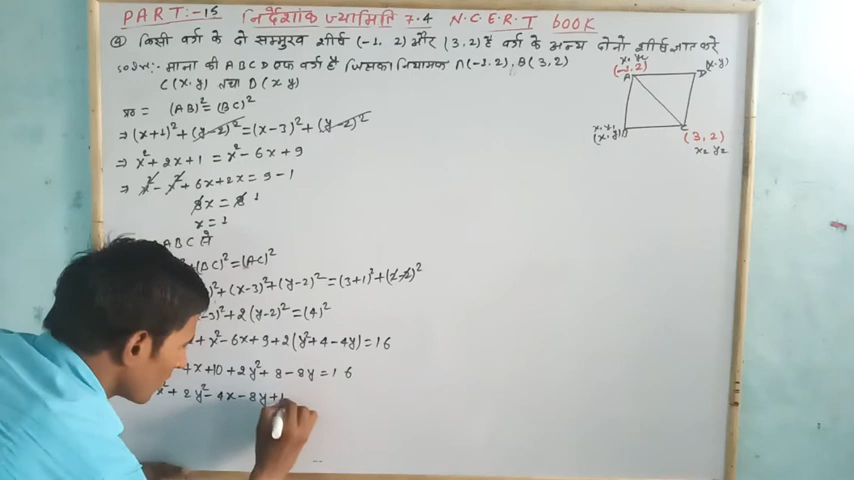 PART:-15 निर्देशांक ज्यामिति 7.4 N.C.E.R.T book
④ किसी वर्ग के दो सम्मुख शीर्ष (-1, 2) और (3, 2) है वर्ग के अन्य दोनों शीर्ष ज्ञात करे
माना की ABCD एक वर्ग है जिसका A(-1, 2), B(3, 2)
C(x, y) तथा D(x y)
(AB)² = (BC)²
⇒ (x+1)² + (y-2)² = (x-3)² + (y-2)²
⇒ x² + 2x + 1 = x² - 6x + 9
⇒ x² - x² + 6x + 2x = 9 - 1
8x = 8 1
x = 1
ABC से
(BC)² = (AC)²
)² + (x-3)² + (y-2)² = (3+1)² + (2-2)²
-3)² + 2(y-2)² = (4)²
+ x² - 6x + 9 + 2(y² + 4 - 4y) = 16
+ x + 10 + 2y² + 8 - 8y = 16
x² + 2y² - 4x - 8y + 1
x₁ y₂
(-1, 2)
A
D (x, y)
x, y,
(x, y)
C
(3, 2)
x₂ y₂